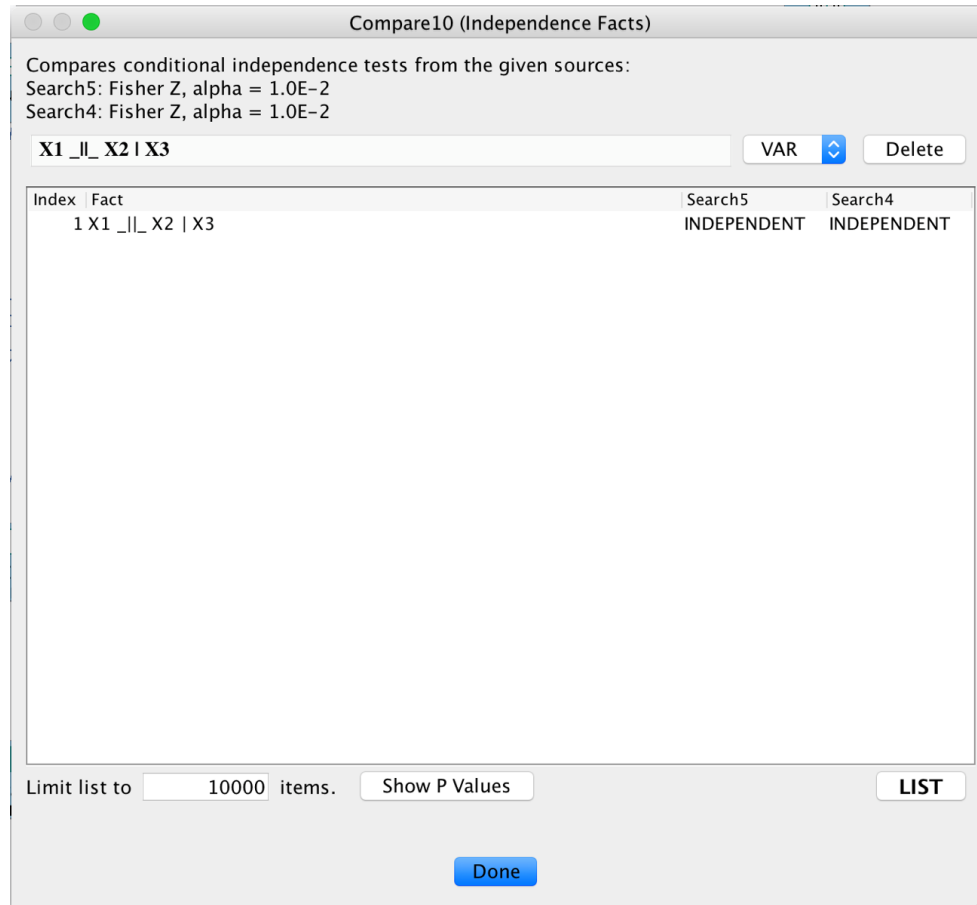 Compare10 (Independence Facts)
Compares conditional independence tests from the given sources:
Search5: Fisher Z, alpha = 1.0E-2
Search4: Fisher Z, alpha = 1.0E-2
X1 _||_ X2 | X3 VAR Delete
Index Fact Search5 Search4
1 X1 _||_ X2 | X3 INDEPENDENT INDEPENDENT
Limit list to 10000 items. Show P Values LIST
Done